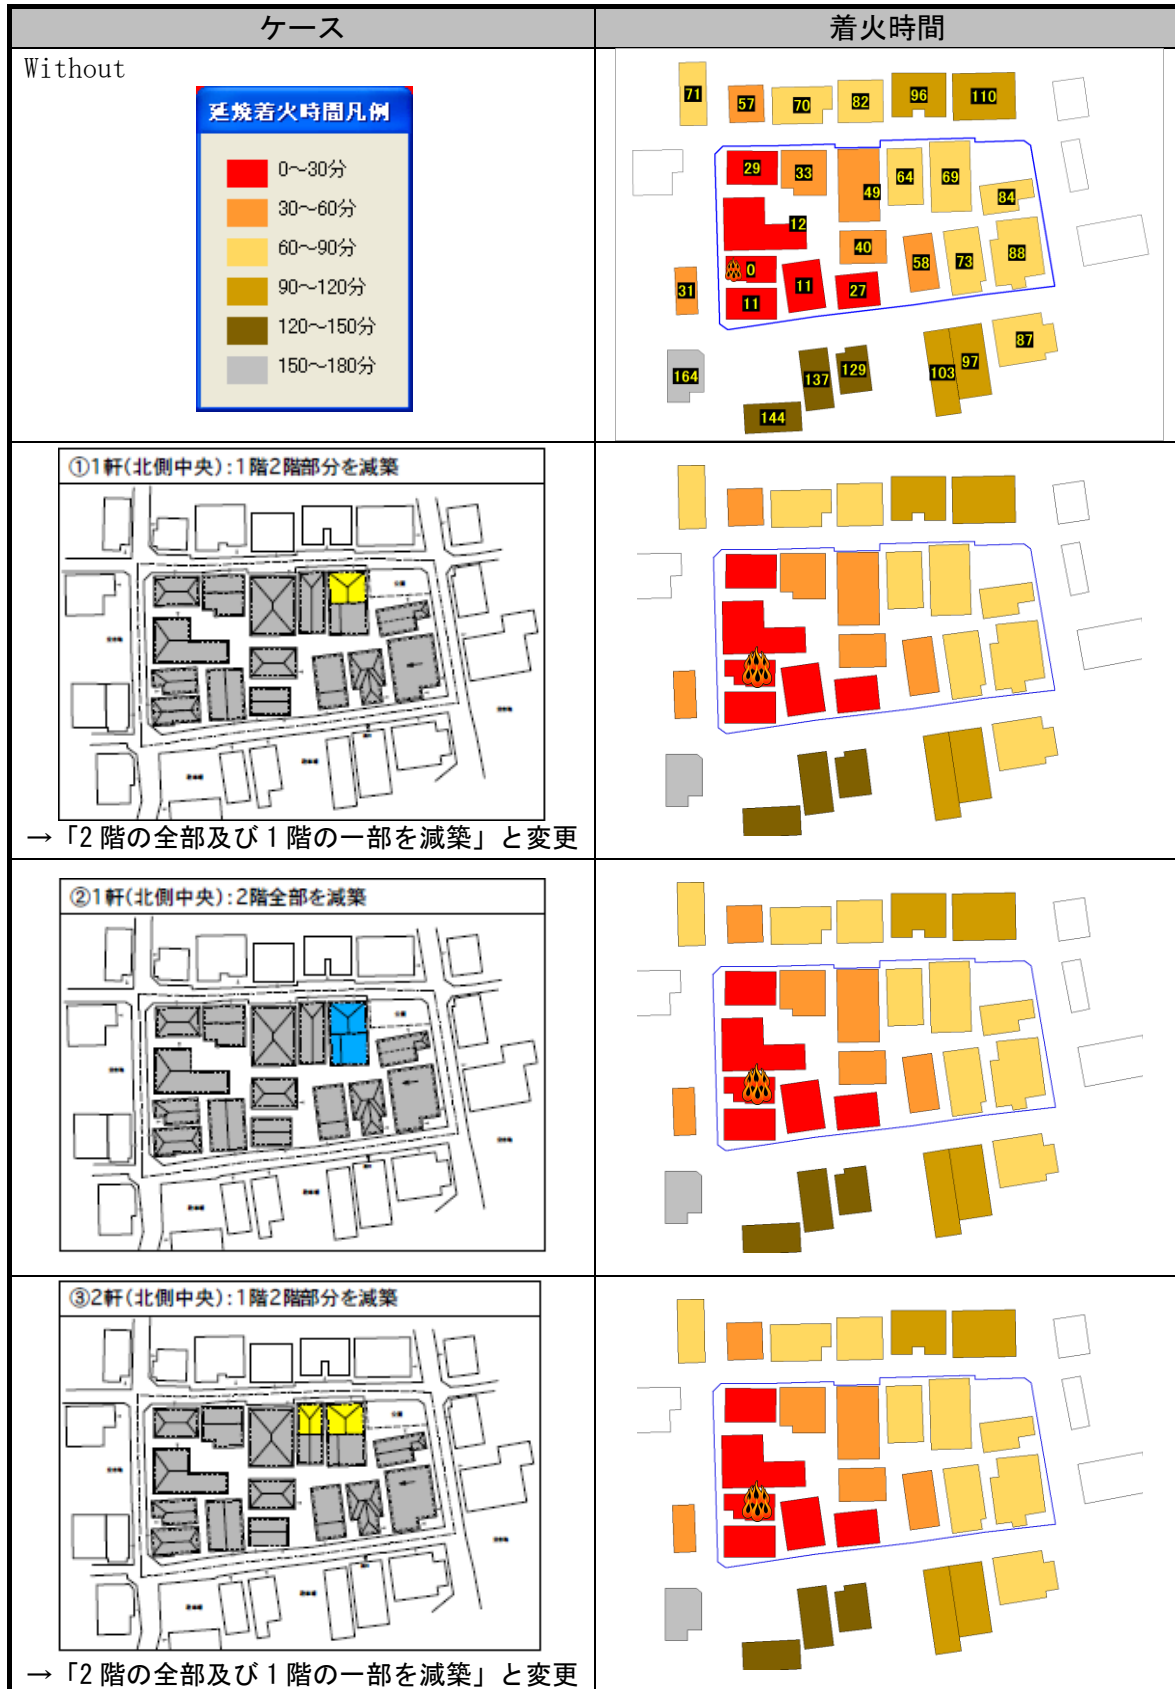 ケース
着火時間
Without
延焼着火時間凡例
0～30分
30～60分
60～90分
90～120分
120～150分
150～180分
71
57
70
82
96
110
29
33
49
64
69
84
12
40
58
73
88
0
11
27
11
31
164
137
129
144
103
97
87
①1軒(北側中央):1階2階部分を減築
→「2階の全部及び1階の一部を減築」と変更
②1軒(北側中央):2階全部を減築
③2軒(北側中央):1階2階部分を減築
→「2階の全部及び1階の一部を減築」と変更